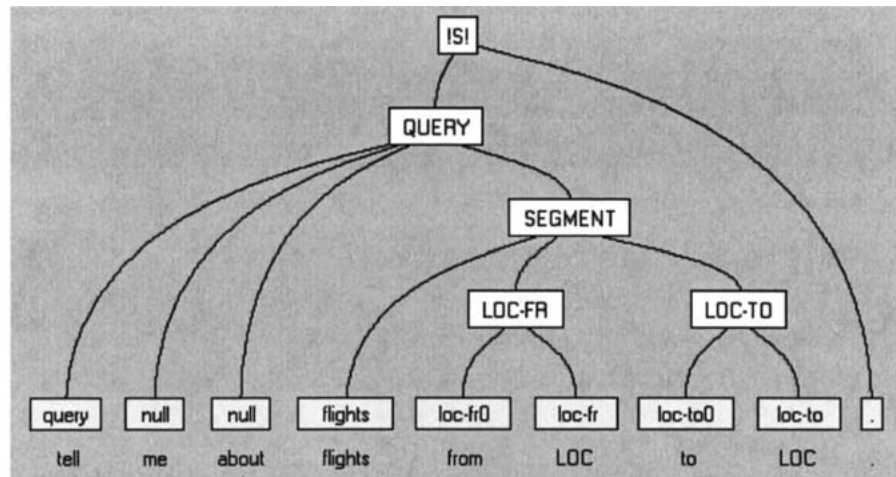 !S!
QUERY
SEGMENT
LOC-FR LOC-TO
query null null flights loc-fr0 loc-fr loc-to0 loc-to .
tell me about flights from LOC to LOC .